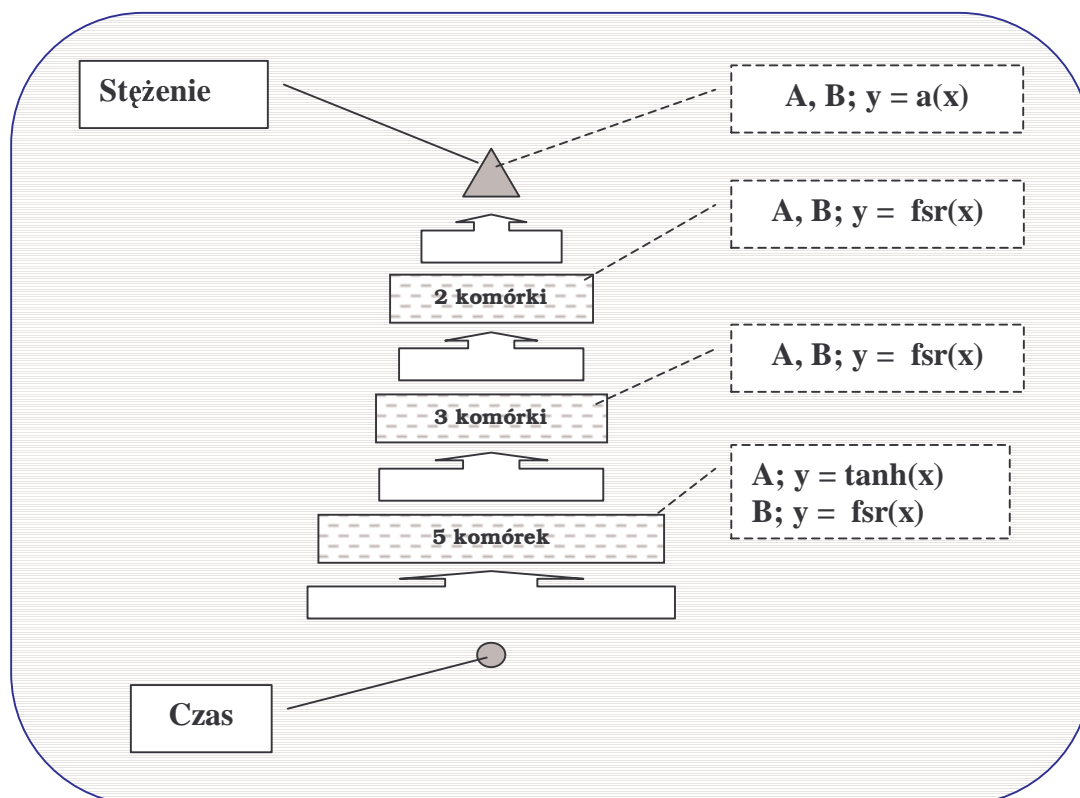 Stężenie
A, B; y = a(x)
A, B; y = fsr(x)
2 komórki
A, B; y = fsr(x)
3 komórki
A; y = tanh(x)
B; y = fsr(x)
5 komórek
Czas